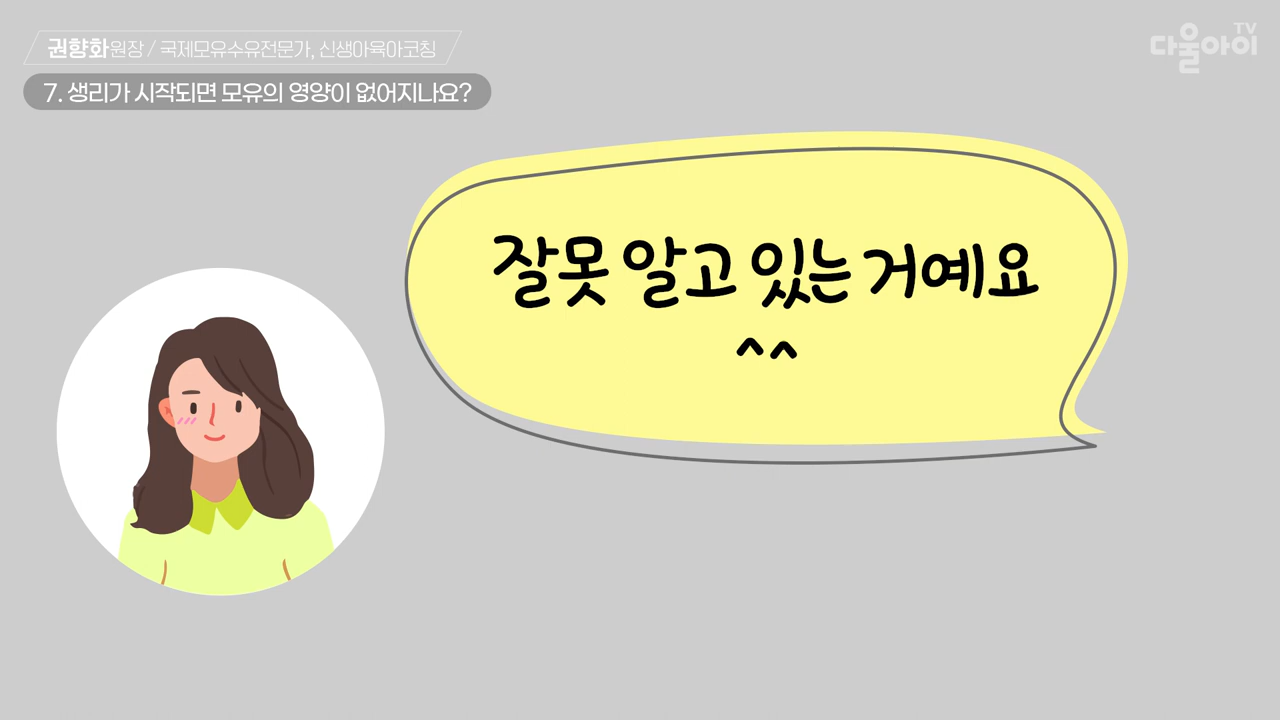 권향화원장 / 국제모유수유전문가, 신생아육아코칭
7. 생리가 시작되면 모유의 영양이 없어지나요?
다울아이 TV
잘못 알고 있는 거예요
^^